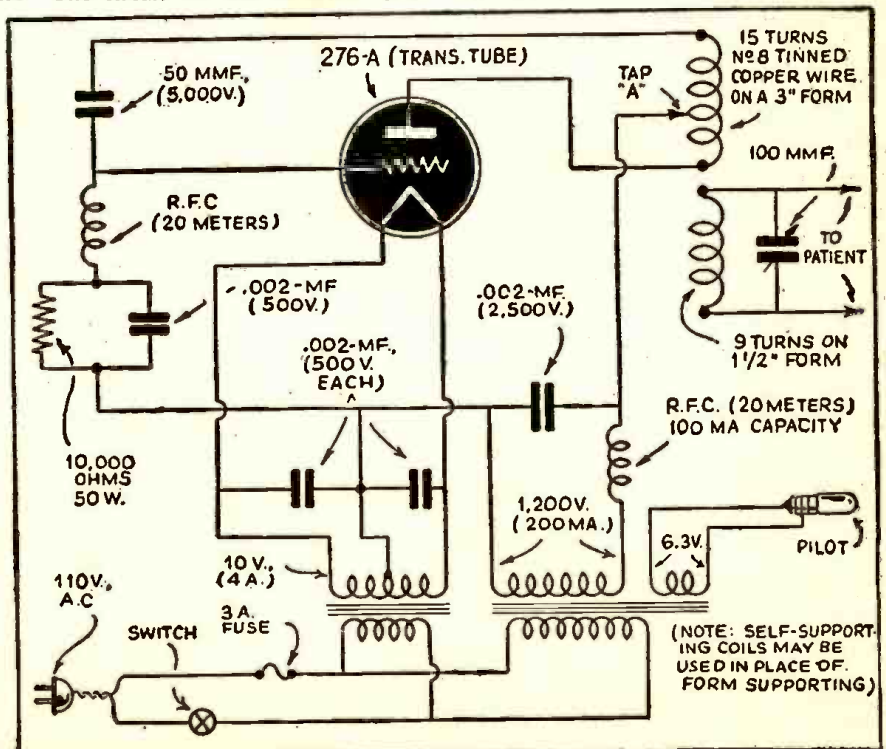 276-A (TRANS. TUBE)
50 MMF.,
(5,000V.)
TAP
"A"
15 TURNS
Nº8 TINNED
COPPER WIRE
ON A 3" FORM
100 MMF.
TO
PATIENT
9 TURNS ON
1 1/2" FORM
R.F.C
(20 METERS)
.002-MF
(500V.)
.002-MF.,
(500V.
EACH)
.002-MF.
(2,500V.)
R.F.C. (20 METERS)
100 MA CAPACITY
10,000
OHMS
50 W.
10 V.,
(4 A.)
1,200V.
(200MA.)
6.3V.
PILOT
110V.,
A.C
SWITCH
3 A.
FUSE
(NOTE: SELF-SUPPORT-
ING COILS MAY BE
USED IN PLACE OF
FORM SUPPORTING)